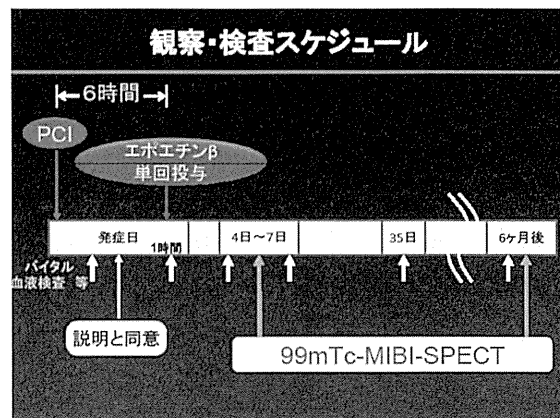 観察・検査スケジュール
6時間
PCI
エポエチンβ
単回投与
発症日
1時間
4日～7日
35日
6ヶ月後
バイタル
血液検査 等
説明と同意
99mTc-MIBI-SPECT